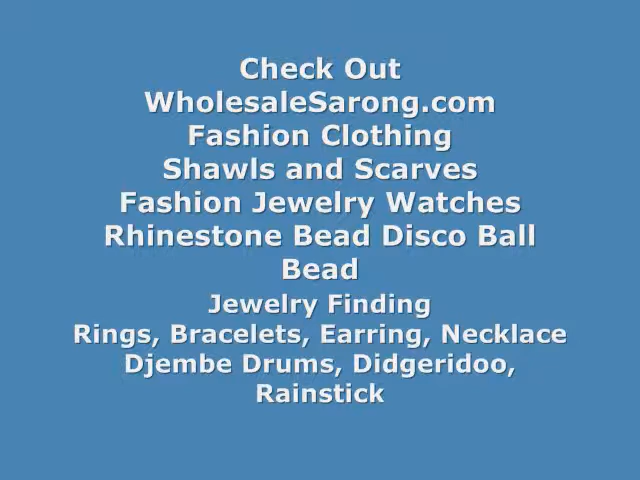 Check Out
WholesaleSarong.com
Fashion Clothing
Shawls and Scarves
Fashion Jewelry Watches
Rhinestone Bead Disco Ball
Bead
Jewelry Finding
Rings, Bracelets, Earring, Necklace
Djembe Drums, Didgeridoo,
Rainstick